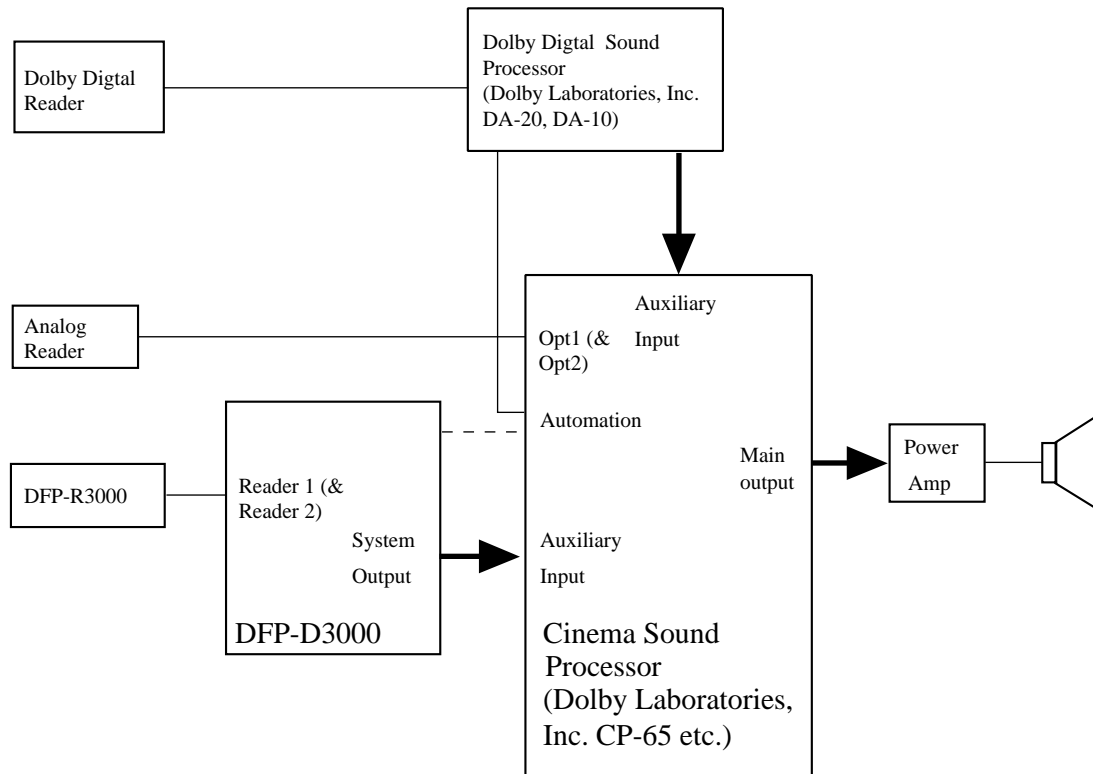 Dolby Digtal  Sound
Processor
(Dolby Laboratories, Inc.
DA-20, DA-10)
Dolby Digtal
Reader
Analog
Reader
Auxiliary
Input
Opt1 (&
Opt2)
Automation
DFP-R3000
Reader 1 (&
Reader 2)
System
Output
DFP-D3000
Auxiliary
Input
Main
output
Cinema Sound
Processor
(Dolby Laboratories,
Inc. CP-65 etc.)
Power
Amp